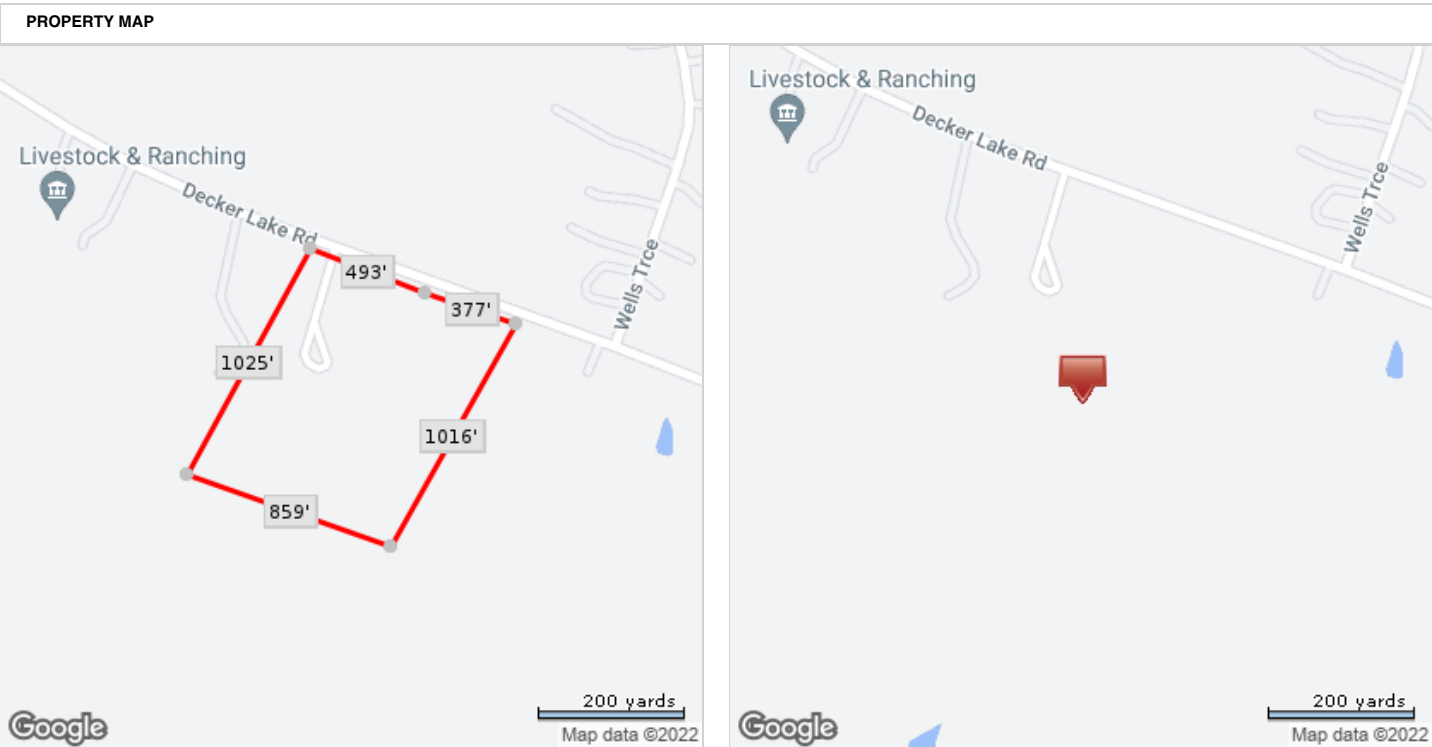 PROPERTY MAP
Livestock & Ranching
Decker Lake Rd
493'
377'
Wells Trce
1025'
1016'
859'
200 yards
Google
Map data ©2022
Livestock & Ranching
Decker Lake Rd
Wells Trce
200 yards
Google
Map data ©2022